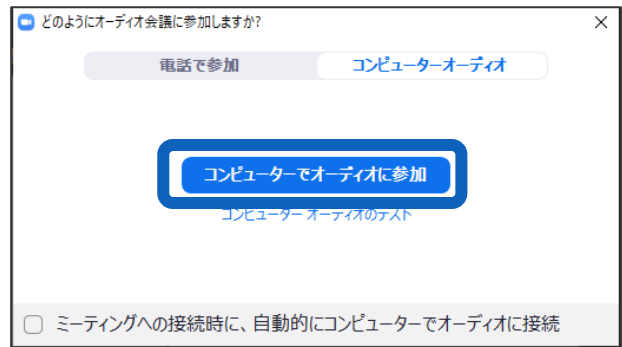 どのようにオーディオ会議に参加しますか?
電話で参加
コンピューターオーディオ
コンピューターでオーディオに参加
コンピューター オーディオのテスト
ミーティングへの接続時に、自動的にコンピューターでオーディオに接続